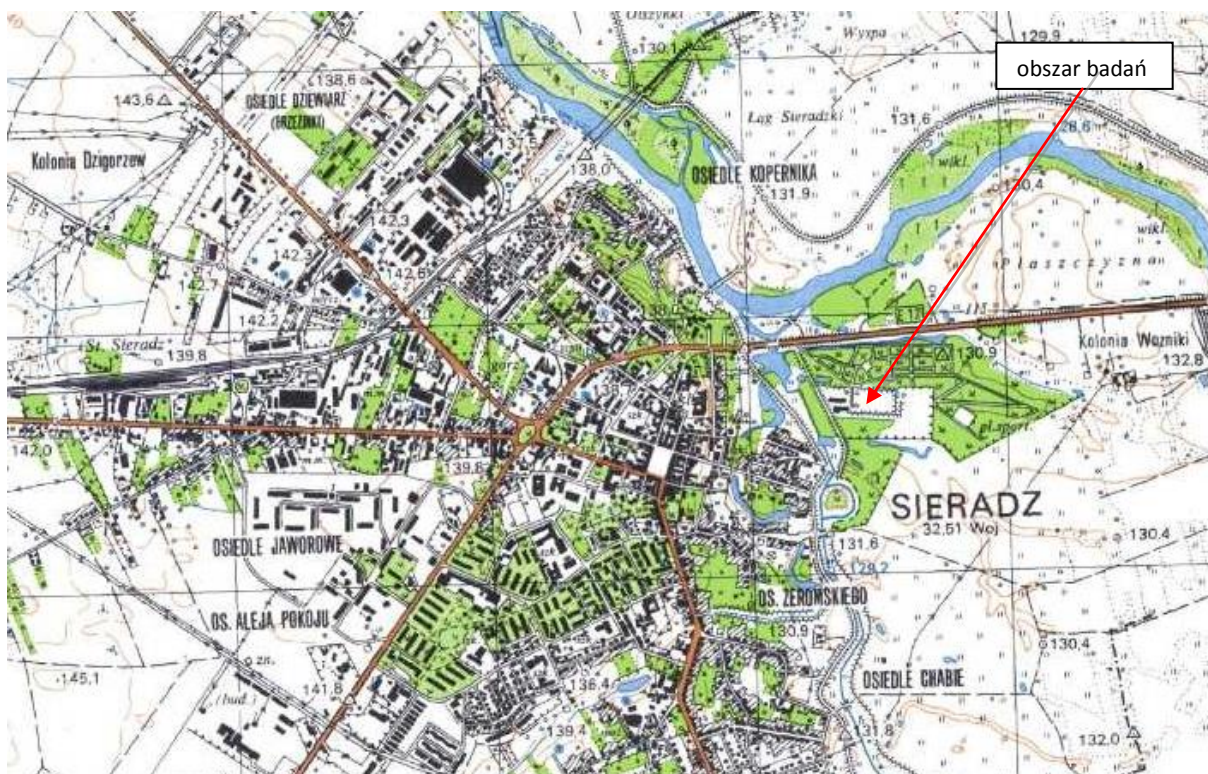 Wyspa
129,9
130,1
obszar badań
138,6
143,6
OSIEDLE DZIEWIARZ
(BRZEZINKI)
Łąg Sieradzki
131,6
Kolonia Dzigorzew
138,0
OSIEDLE KOPERNIKA
131,9
wikl.
130,4
142,3
wikl.
Płaszczyzna
142,2
St. Sieradz
139,8
E 12
130,9
Kolonia Woźniki
132,8
pl. sport.
142,0
139,8
SIERADZ
32,51 Woj
130,4
OSIEDLE JAWOROWE
131,6
129,2
OS. ŻEROMSKIEGO
OS. ALEJA POKOJU
130,9
130,4
145,1
141,8
136,4
OSIEDLE CHABIE
(bud.)
139,4
131,8
132,0